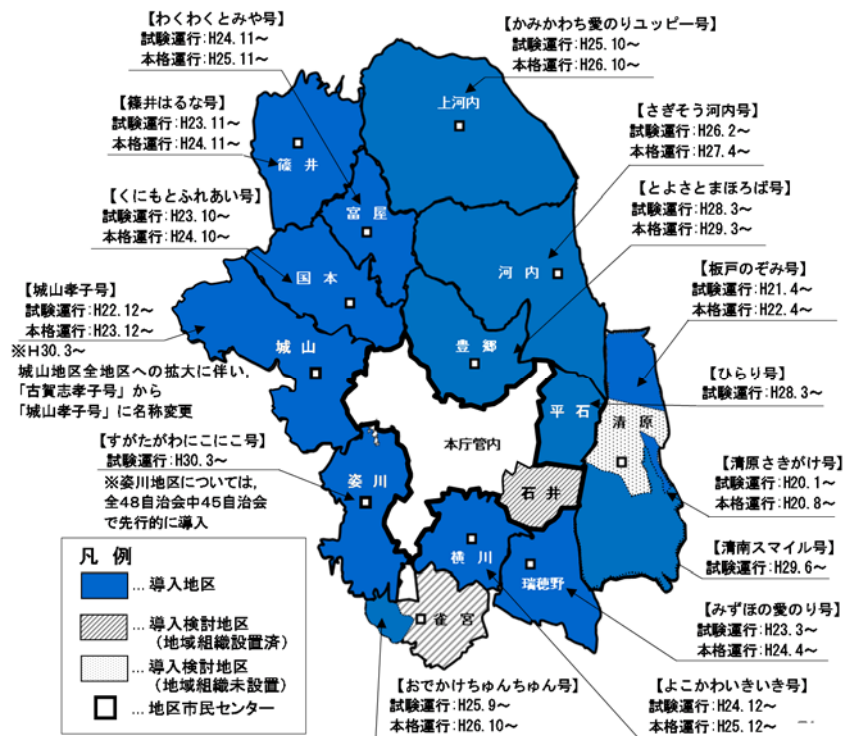 【わくわくとみや号】
試験運行:H24.11～
本格運行:H25.11～
【かみかわち愛のりユッピー号】
試験運行:H25.10～
本格運行:H26.10～
【篠井はるな号】
試験運行:H23.11～
本格運行:H24.11～
【さぎそう河内号】
試験運行:H26.2～
本格運行:H27.4～
【くにもとふれあい号】
試験運行:H23.10～
本格運行:H24.10～
【とよさとまほろば号】
試験運行:H28.3～
本格運行:H29.3～
【城山孝子号】
試験運行:H22.12～
本格運行:H23.12～
※H30.3～
城山地区全地区への拡大に伴い,
「古賀志孝子号」から
「城山孝子号」に名称変更
【板戸のぞみ号】
試験運行:H21.4～
本格運行:H22.4～
【ひらり号】
試験運行:H28.3～
【すがたがわにこにこ号】
試験運行:H30.3～
※姿川地区については,
全48自治会中45自治会
で先行的に導入
【清原さきがけ号】
試験運行:H20.1～
本格運行:H20.8～
【清南スマイル号】
試験運行:H29.6～
【みずほの愛のり号】
試験運行:H23.3～
本格運行:H24.4～
【おでかけちゅんちゅん号】
試験運行:H25.9～
本格運行:H26.10～
【よこかわいきいき号】
試験運行:H24.12～
本格運行:H25.12～
上河内
篠井
富屋
国本
河内
城山
豊郷
平石
清原
本庁管内
石井
姿川
横川
瑞穂野
雀宮
凡 例
… 導入地区
… 導入検討地区
（地域組織設置済）
… 導入検討地区
（地域組織未設置）
… 地区市民センター